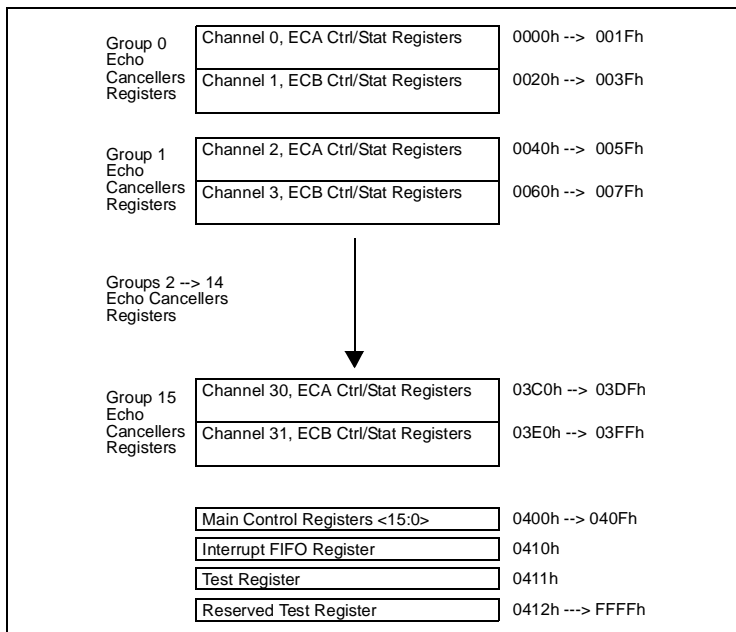 Group 0
Echo
Cancellers
Registers
Channel 0, ECA Ctrl/Stat Registers
0000h --> 001Fh
Channel 1, ECB Ctrl/Stat Registers
0020h --> 003Fh
Group 1
Echo
Cancellers
Registers
Channel 2, ECA Ctrl/Stat Registers
0040h --> 005Fh
Channel 3, ECB Ctrl/Stat Registers
0060h --> 007Fh
Groups 2 --> 14
Echo Cancellers
Registers
Group 15
Echo
Cancellers
Registers
Channel 30, ECA Ctrl/Stat Registers
03C0h --> 03DFh
Channel 31, ECB Ctrl/Stat Registers
03E0h --> 03FFh
Main Control Registers <15:0>
0400h --> 040Fh
Interrupt FIFO Register
0410h
Test Register
0411h
Reserved Test Register
0412h ---> FFFFh